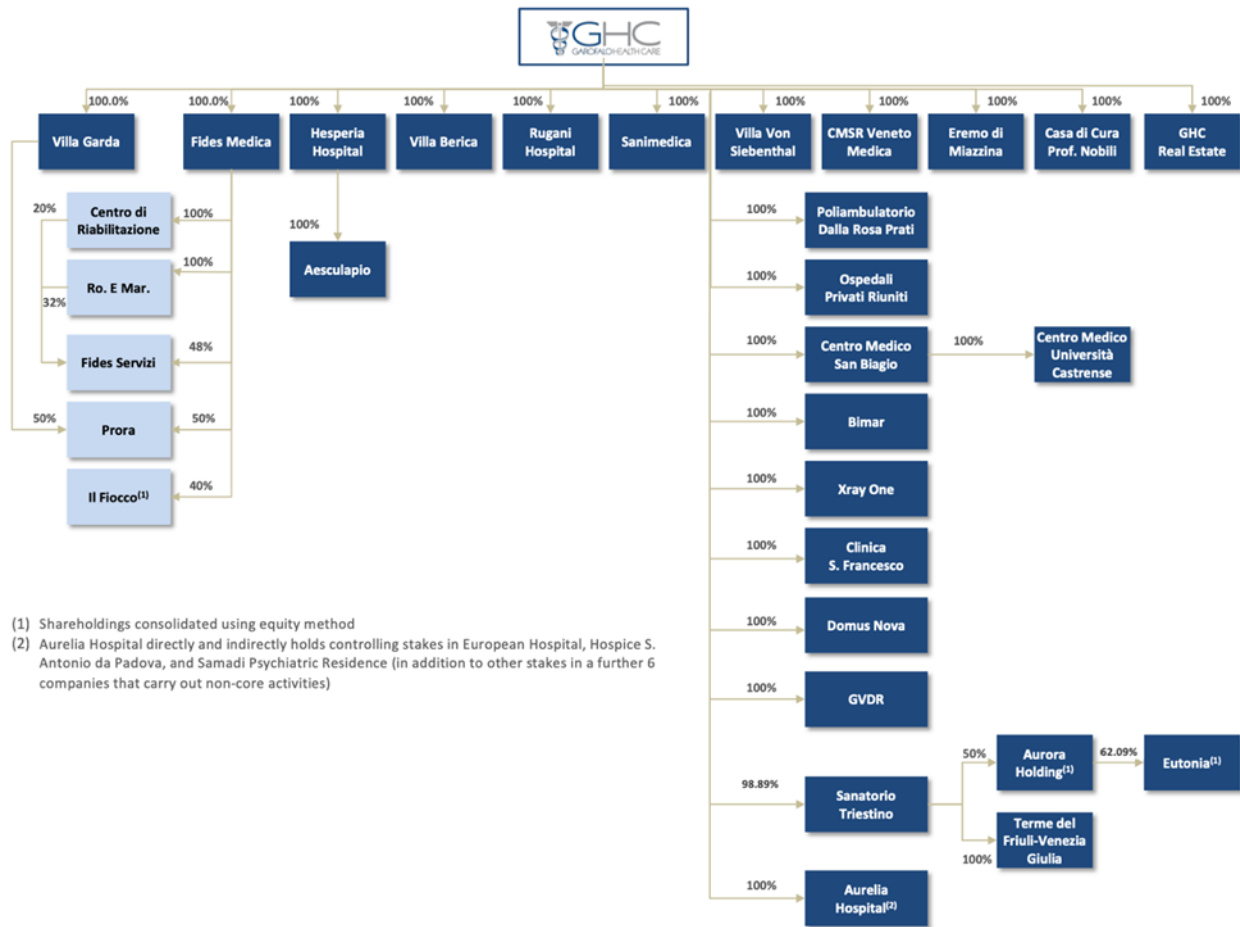 GHC
GAROFALO HEALTH CARE
100.0%
100.0%
100%
100%
100%
100%
100%
100%
100%
100%
100%
Villa Garda
Fides Medica
Hesperia
Hospital
Villa Berica
Rugani
Hospital
Sanimedica
Villa Von
Siebenthal
CMSR Veneto
Medica
Eremo di
Miazzina
Casa di Cura
Prof. Nobili
GHC
Real Estate
20%
Centro di
Riabilitazione
100%
100%
Aesculapio
100%
Poliambulatorio
Dalla Rosa Prati
Ro. E Mar.
100%
32%
100%
Ospedali
Privati Riuniti
Fides Servizi
48%
100%
Centro Medico
San Biagio
100%
Centro Medico
Università
Castrense
50%
Prora
50%
100%
Bimar
Il Fiocco(1)
40%
100%
Xray One
100%
Clinica
S. Francesco
100%
Domus Nova
100%
GVDR
98.89%
Sanatorio
Triestino
50%
Aurora
Holding(1)
62.09%
Eutonia(1)
100%
Terme del
Friuli-Venezia
Giulia
100%
Aurelia
Hospital(2)
(1) Shareholdings consolidated using equity method
(2) Aurelia Hospital directly and indirectly holds controlling stakes in European Hospital, Hospice S.
Antonio da Padova, and Samadi Psychiatric Residence (in addition to other stakes in a further 6
companies that carry out non-core activities)